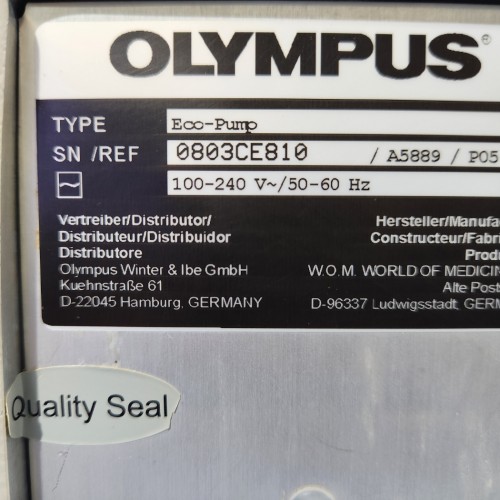 OLYMPUS®
TYPE Eco-Pump
SN /REF 0803CE810 / A5889 / P05
100-240 V~/50-60 Hz
Vertreiber/Distributor/ Hersteller/Manufa
Distributeur/Distribuidor Constructeur/Fabri
Distributore Produ
Olympus Winter & Ibe GmbH W.O.M. WORLD OF MEDICIN
Kuehnstraße 61 Alte Post
D-22045 Hamburg, GERMANY D-96337 Ludwigsstadt, GERM
Quality Seal